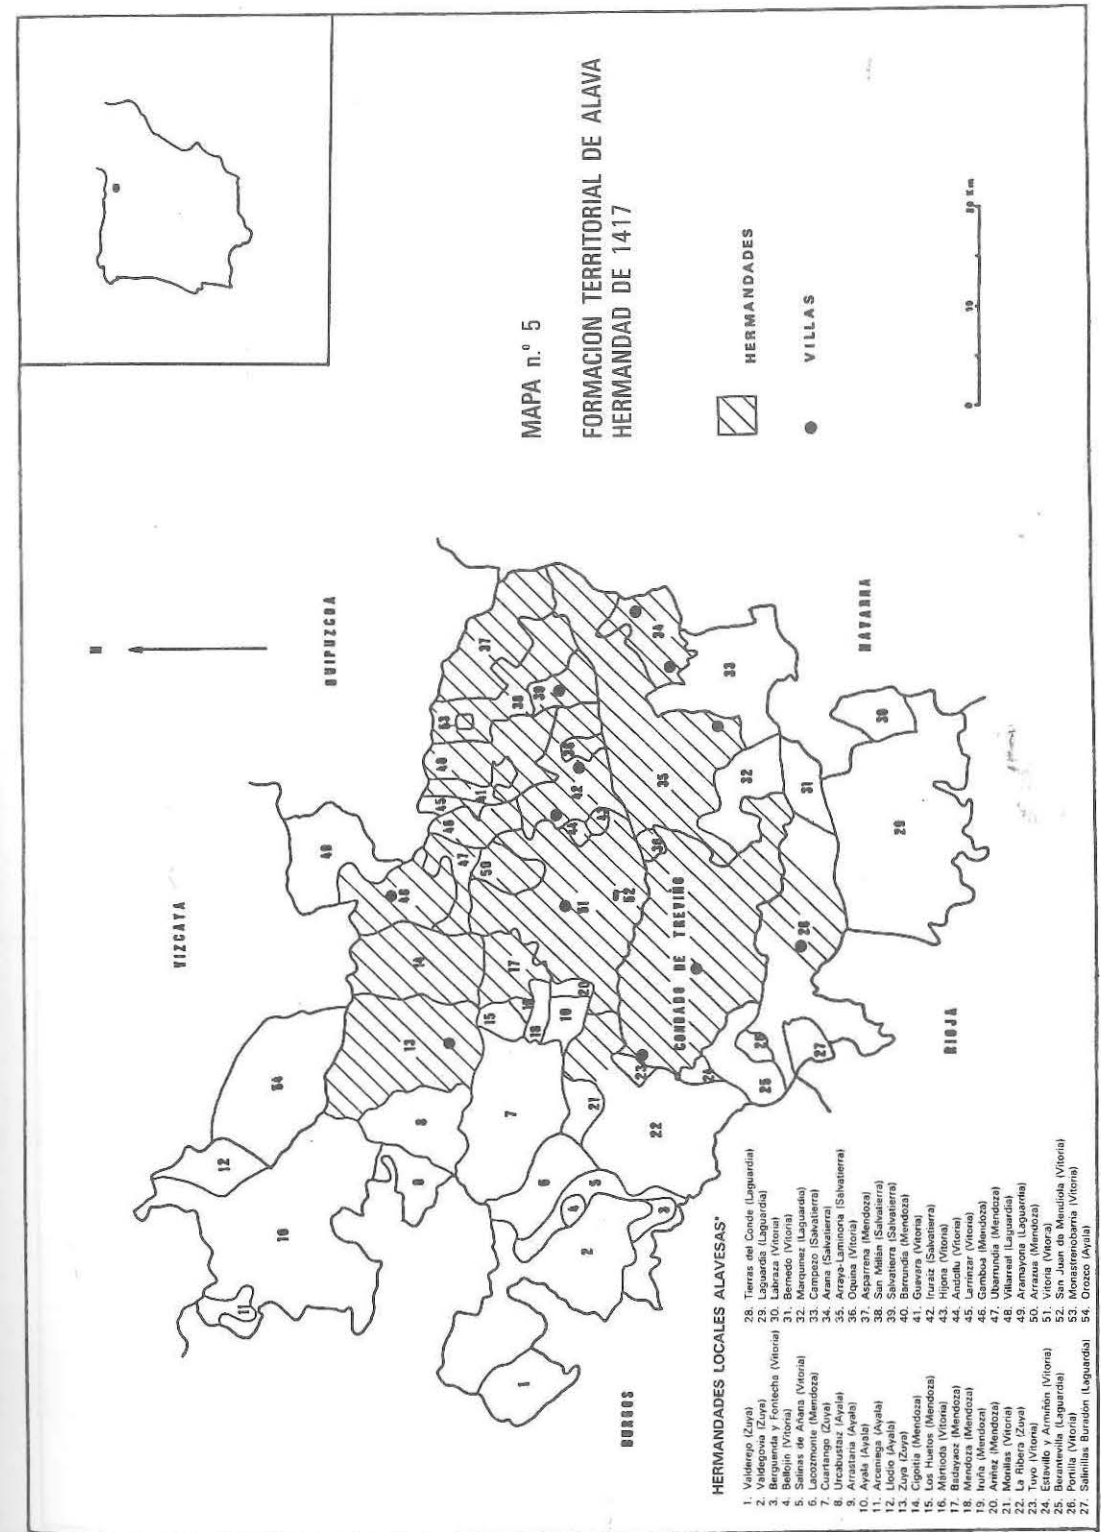 MAPA n.º 5
FORMACION TERRITORIAL DE ALAVA
HERMANDAD DE 1417
HERMANDADES
VILLAS
0 10 20 Km
N
VIZCAYA
GUIPUZCOA
NAVARRA
RIOJA
BURGOS
CONDADO DE TREVIÑO
HERMANDADES LOCALES ALAVESAS"
1. Valderejo (Zuya)
2. Valdegovia (Zuya)
3. Berguenda y Fontecha (Vitoria)
4. Bellojin (Vitoria)
5. Salinas de Añana (Vitoria)
6. Lacozmonte (Mendoza)
7. Cuartango (Zuya)
8. Urcabustaiz (Ayala)
9. Arrastaria (Ayala)
10. Ayala (Ayala)
11. Arceniega (Ayala)
12. Llodio (Ayala)
13. Zuya (Zuya)
14. Cigoitia (Mendoza)
15. Los Huetos (Mendoza)
16. Mártioda (Vitoria)
17. Badayaoz (Mendoza)
18. Mendoza (Mendoza)
19. Iruña (Mendoza)
20. Aríñez (Mendoza)
21. Morillas (Vitoria)
22. La Ribera (Zuya)
23. Tuyo (Vitoria)
24. Estavillo y Armiñón (Vitoria)
25. Berantevilla (Laguardia)
26. Portilla (Vitoria)
27. Salinillas Buradón (Laguardia)
28. Tierras del Conde (Laguardia)
29. Laguardia (Laguardia)
30. Labraza (Vitoria)
31. Bernedo (Vitoria)
32. Marquinez (Laguardia)
33. Campezo (Salvatierra)
34. Arana (Salvatierra)
35. Arraya-Laminoria (Salvatierra)
36. Oquina (Vitoria)
37. Asparrena (Mendoza)
38. San Millán (Salvatierra)
39. Salvatierra (Salvatierra)
40. Barrundia (Mendoza)
41. Guevara (Vitoria)
42. Iruraiz (Salvatierra)
43. Hijona (Vitoria)
44. Andollu (Vitoria)
45. Larrinzar (Vitoria)
46. Gamboa (Mendoza)
47. Ubarrundia (Mendoza)
48. Villarreal (Laguardia)
49. Aramayona (Laguardia)
50. Arrazua (Mendoza)
51. Vitoria (Vitoria)
52. San Juan de Mendiola (Vitoria)
53. Monasteriobarria (Vitoria)
54. Orozco (Ayala)